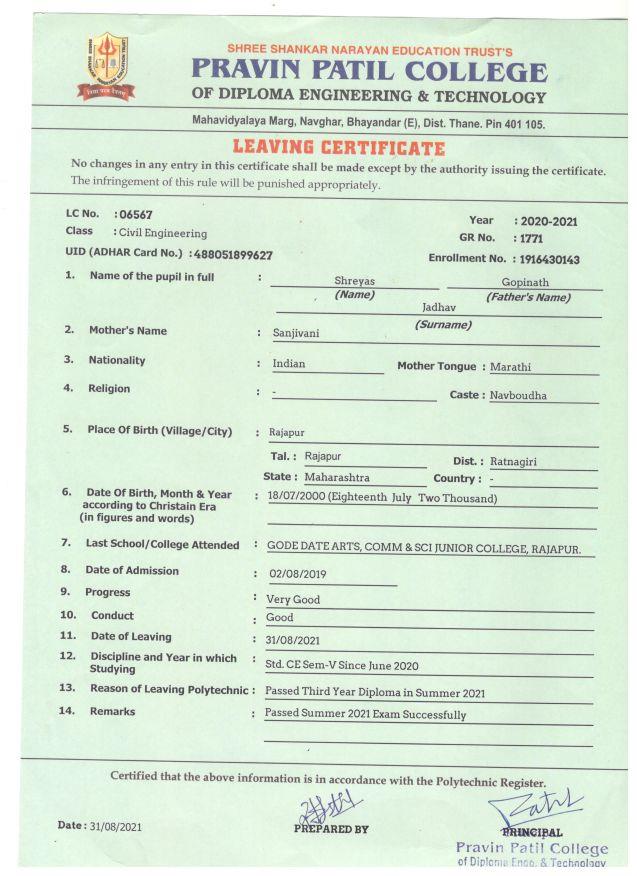 SHREE SHANKAR NARAYAN EDUCATION TRUST'S
PRAVIN PATIL COLLEGE
OF DIPLOMA ENGINEERING & TECHNOLOGY
Mahavidyalaya Marg, Navghar, Bhayandar (E), Dist. Thane. Pin 401 105.
LEAVING CERTIFICATE
No changes in any entry in this certificate shall be made except by the authority issuing the certificate.
The infringement of this rule will be punished appropriately.
LC No. : 06567 Year : 2020-2021
Class : Civil Engineering GR No. : 1771
UID (ADHAR Card No.) : 488051899627 Enrollment No. : 1916430143
1. Name of the pupil in full : Shreyas Gopinath
(Name) (Father's Name)
Jadhav
(Surname)
2. Mother's Name : Sanjivani
3. Nationality : Indian Mother Tongue : Marathi
4. Religion : - Caste : Navboudha
5. Place Of Birth (Village/City) : Rajapur
Tal. : Rajapur Dist. : Ratnagiri
State : Maharashtra Country : -
6. Date Of Birth, Month & Year : 18/07/2000 (Eighteenth July Two Thousand)
according to Christain Era
(in figures and words)
7. Last School/College Attended : GODE DATE ARTS, COMM & SCI JUNIOR COLLEGE, RAJAPUR.
8. Date of Admission : 02/08/2019
9. Progress : Very Good
10. Conduct : Good
11. Date of Leaving : 31/08/2021
12. Discipline and Year in which : Std. CE Sem-V Since June 2020
Studying
13. Reason of Leaving Polytechnic : Passed Third Year Diploma in Summer 2021
14. Remarks : Passed Summer 2021 Exam Successfully
Certified that the above information is in accordance with the Polytechnic Register.
Date : 31/08/2021 PREPARED BY PRINCIPAL
Pravin Patil College
of Diploma Engg. & Technology